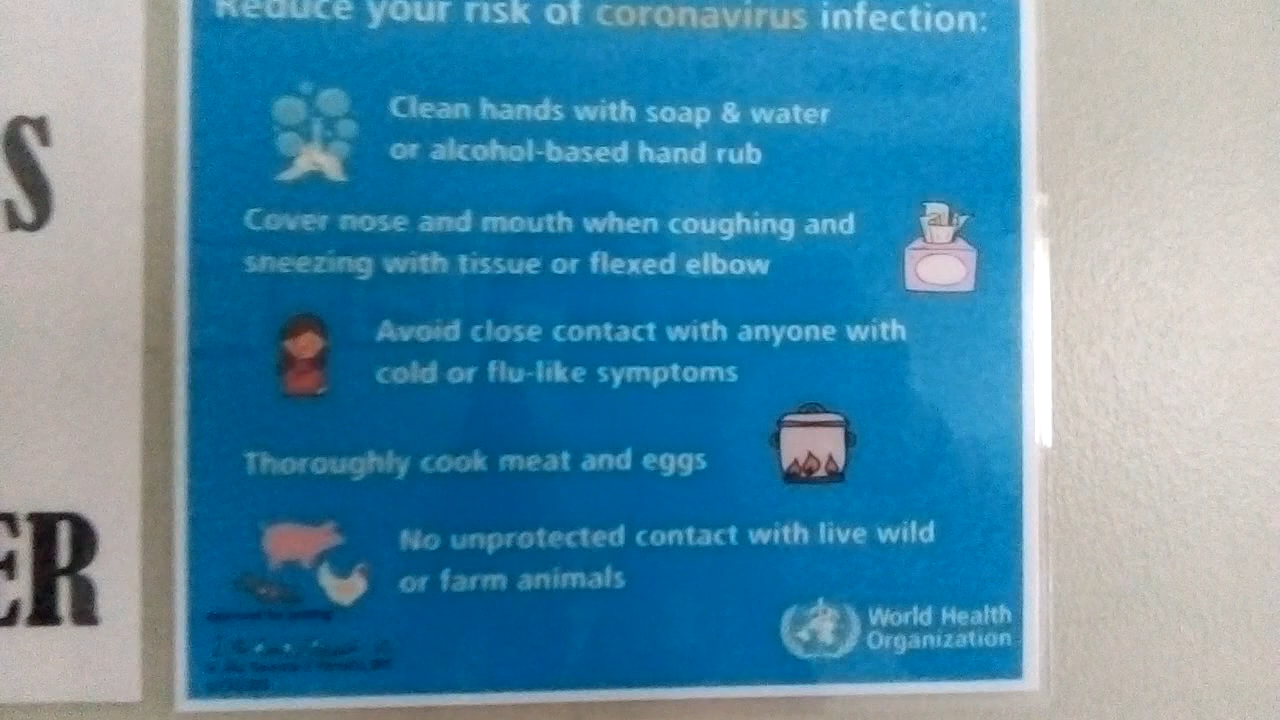 Reduce your risk of coronavirus infection:
Clean hands with soap & water
or alcohol-based hand rub
Cover nose and mouth when coughing and
sneezing with tissue or flexed elbow
Avoid close contact with anyone with
cold or flu-like symptoms
Thoroughly cook meat and eggs
No unprotected contact with live wild
or farm animals
World Health
Organization
S
ER